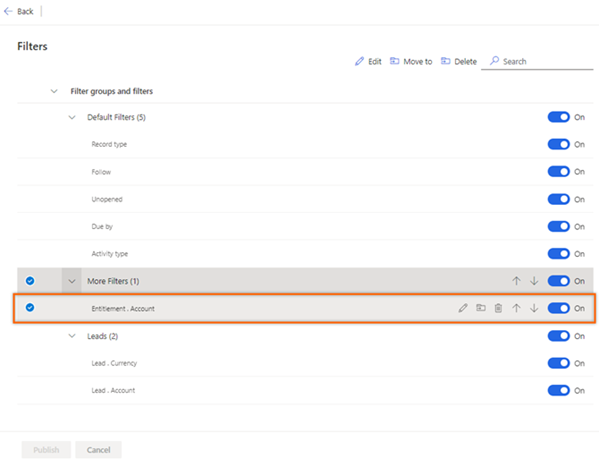 Back
Filters
Edit Move to Delete Search
Filter groups and filters
Default Filters (5) On
Record type On
Follow On
Unopened On
Due by On
Activity type On
More Filters (1) On
Entitlement . Account On
Leads (2) On
Lead . Currency On
Lead . Account On
Publish Cancel